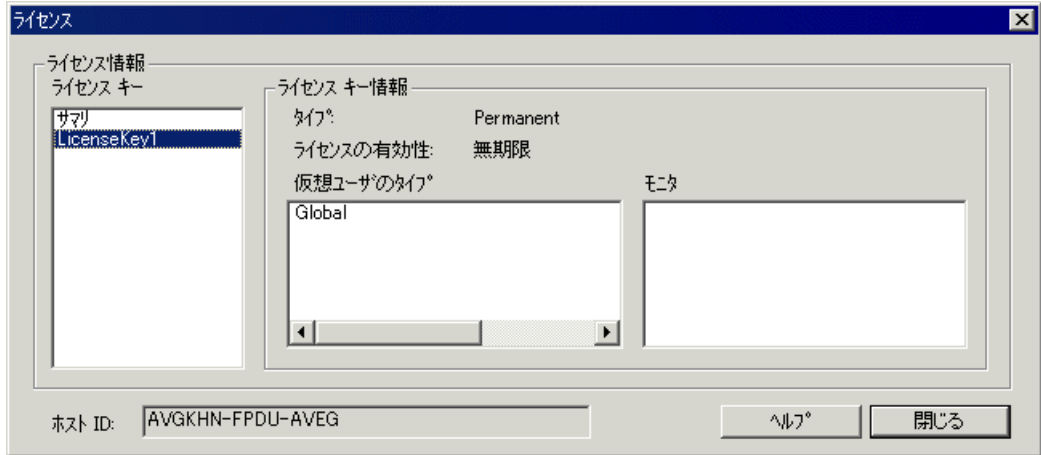 ライセンス
ライセンス情報
ライセンス キー
サマリ
LicenseKey1
ライセンス キー情報
タイプ: Permanent
ライセンスの有効性: 無期限
仮想ユーザのタイプ
Global
モニタ
ホスト ID: AVGKHN-FPDU-AVEG
ヘルプ
閉じる